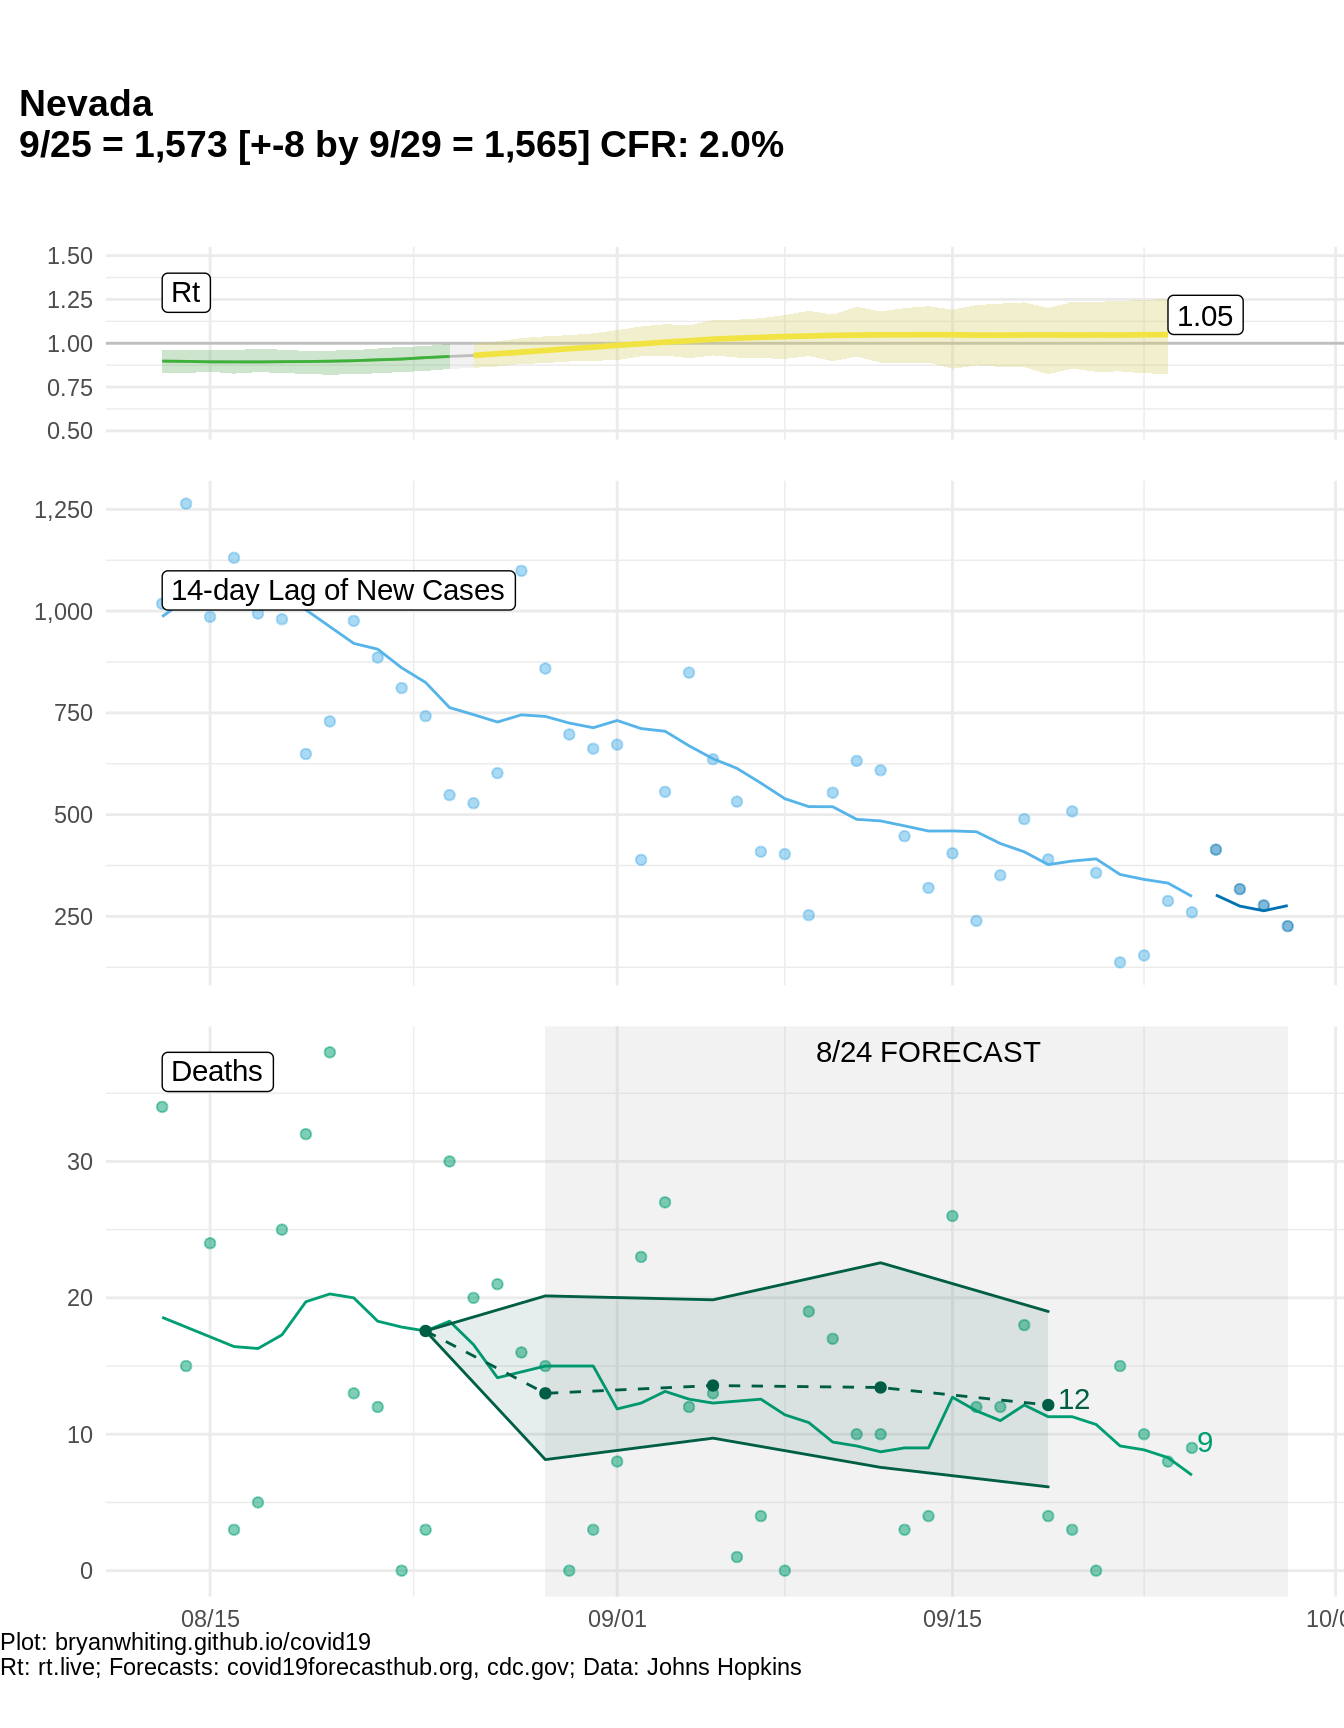 Nevada
9/25 = 1,573 [+-8 by 9/29 = 1,565] CFR: 2.0%
1.50
1.25
1.00
0.75
0.50
Rt
1.05
1,250
1,000
750
500
250
14-day Lag of New Cases
Deaths
8/24 FORECAST
30
20
10
0
12
9
08/15
09/01
09/15
10/0
Plot: bryanwhiting.github.io/covid19
Rt: rt.live; Forecasts: covid19forecasthub.org, cdc.gov; Data: Johns Hopkins